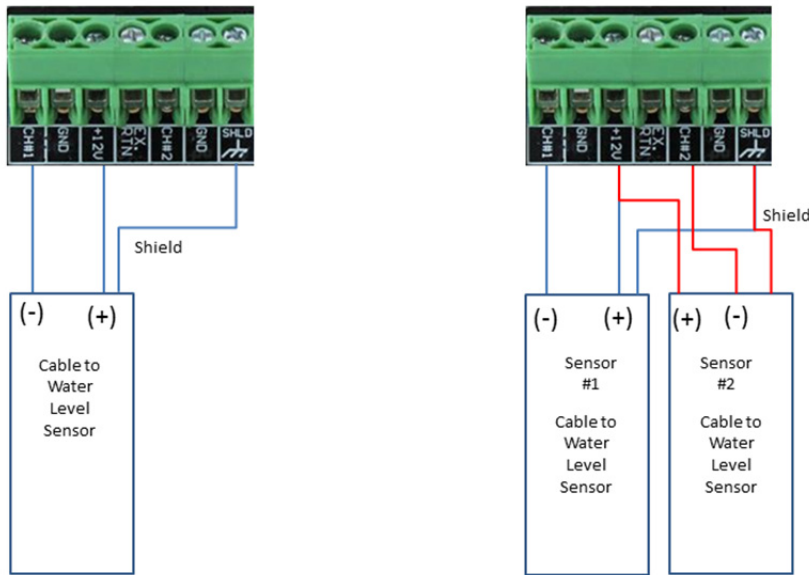 CH#1
GND
+12V
EX.
RTN
CH#2
GND
SHLD
Shield
(-)
(+)
Cable to
Water
Level
Sensor
CH#1
GND
+12V
EX.
RTN
CH#2
GND
SHLD
Shield
(-)
(+)
Sensor
#1
Cable to
Water
Level
Sensor
(+)
(-)
Sensor
#2
Cable to
Water
Level
Sensor